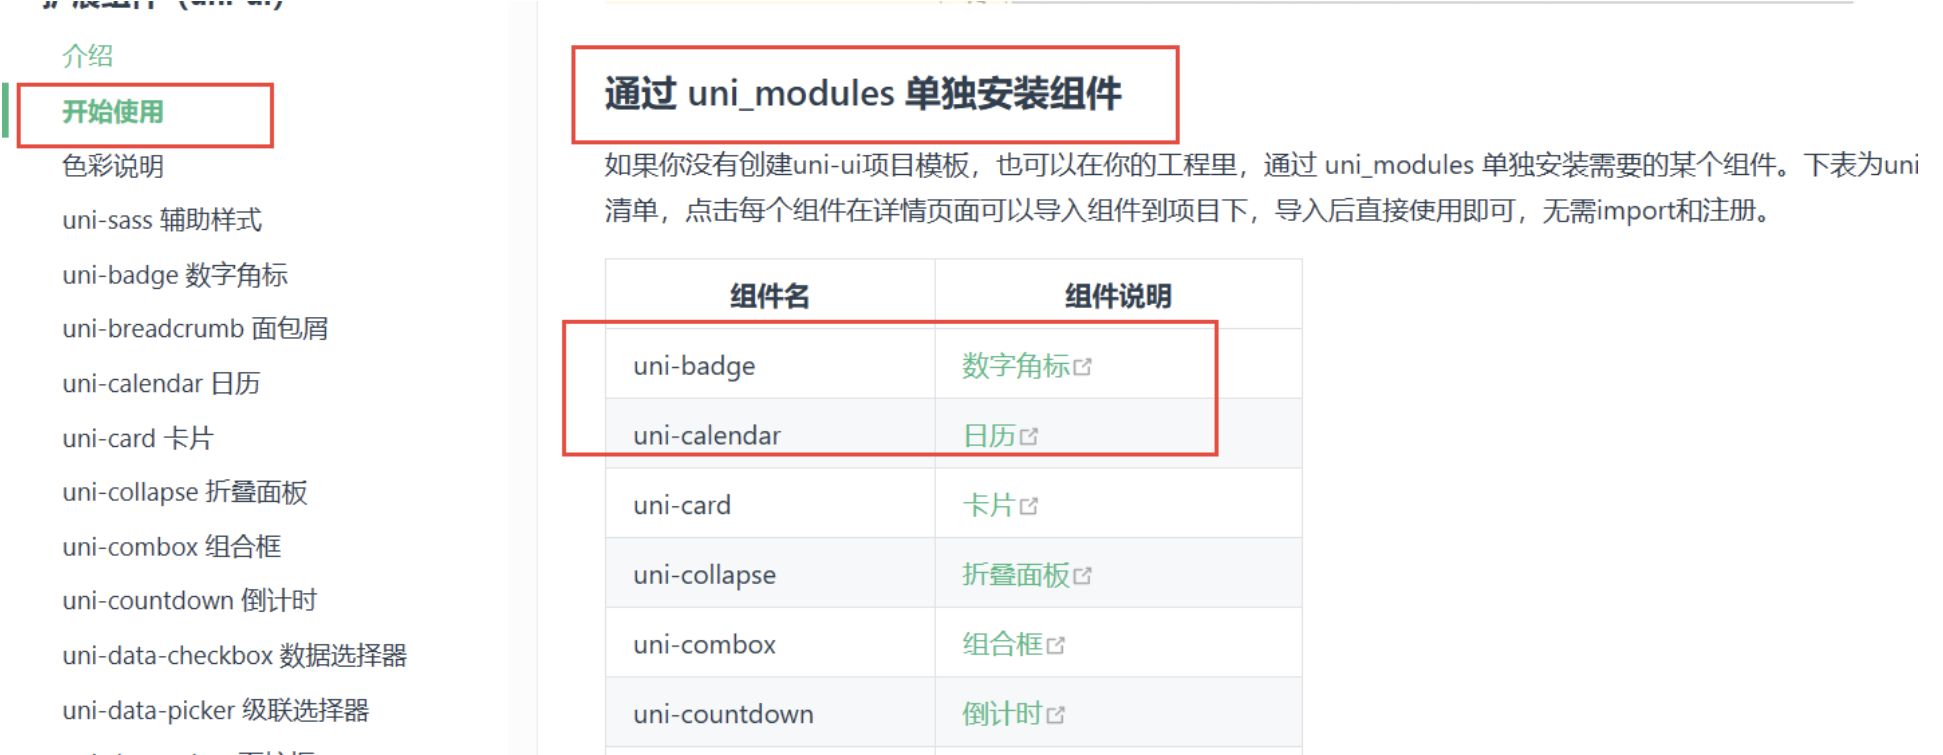 扩展组件（uni-ui）
介绍
开始使用
色彩说明
uni-sass 辅助样式
uni-badge 数字角标
uni-breadcrumb 面包屑
uni-calendar 日历
uni-card 卡片
uni-collapse 折叠面板
uni-combox 组合框
uni-countdown 倒计时
uni-data-checkbox 数据选择器
uni-data-picker 级联选择器
通过 uni_modules 单独安装组件
如果你没有创建uni-ui项目模板，也可以在你的工程里，通过 uni_modules 单独安装需要的某个组件。下表为uni
清单，点击每个组件在详情页面可以导入组件到项目下，导入后直接使用即可，无需import和注册。
组件名 组件说明
uni-badge 数字角标
uni-calendar 日历
uni-card 卡片
uni-collapse 折叠面板
uni-combox 组合框
uni-countdown 倒计时